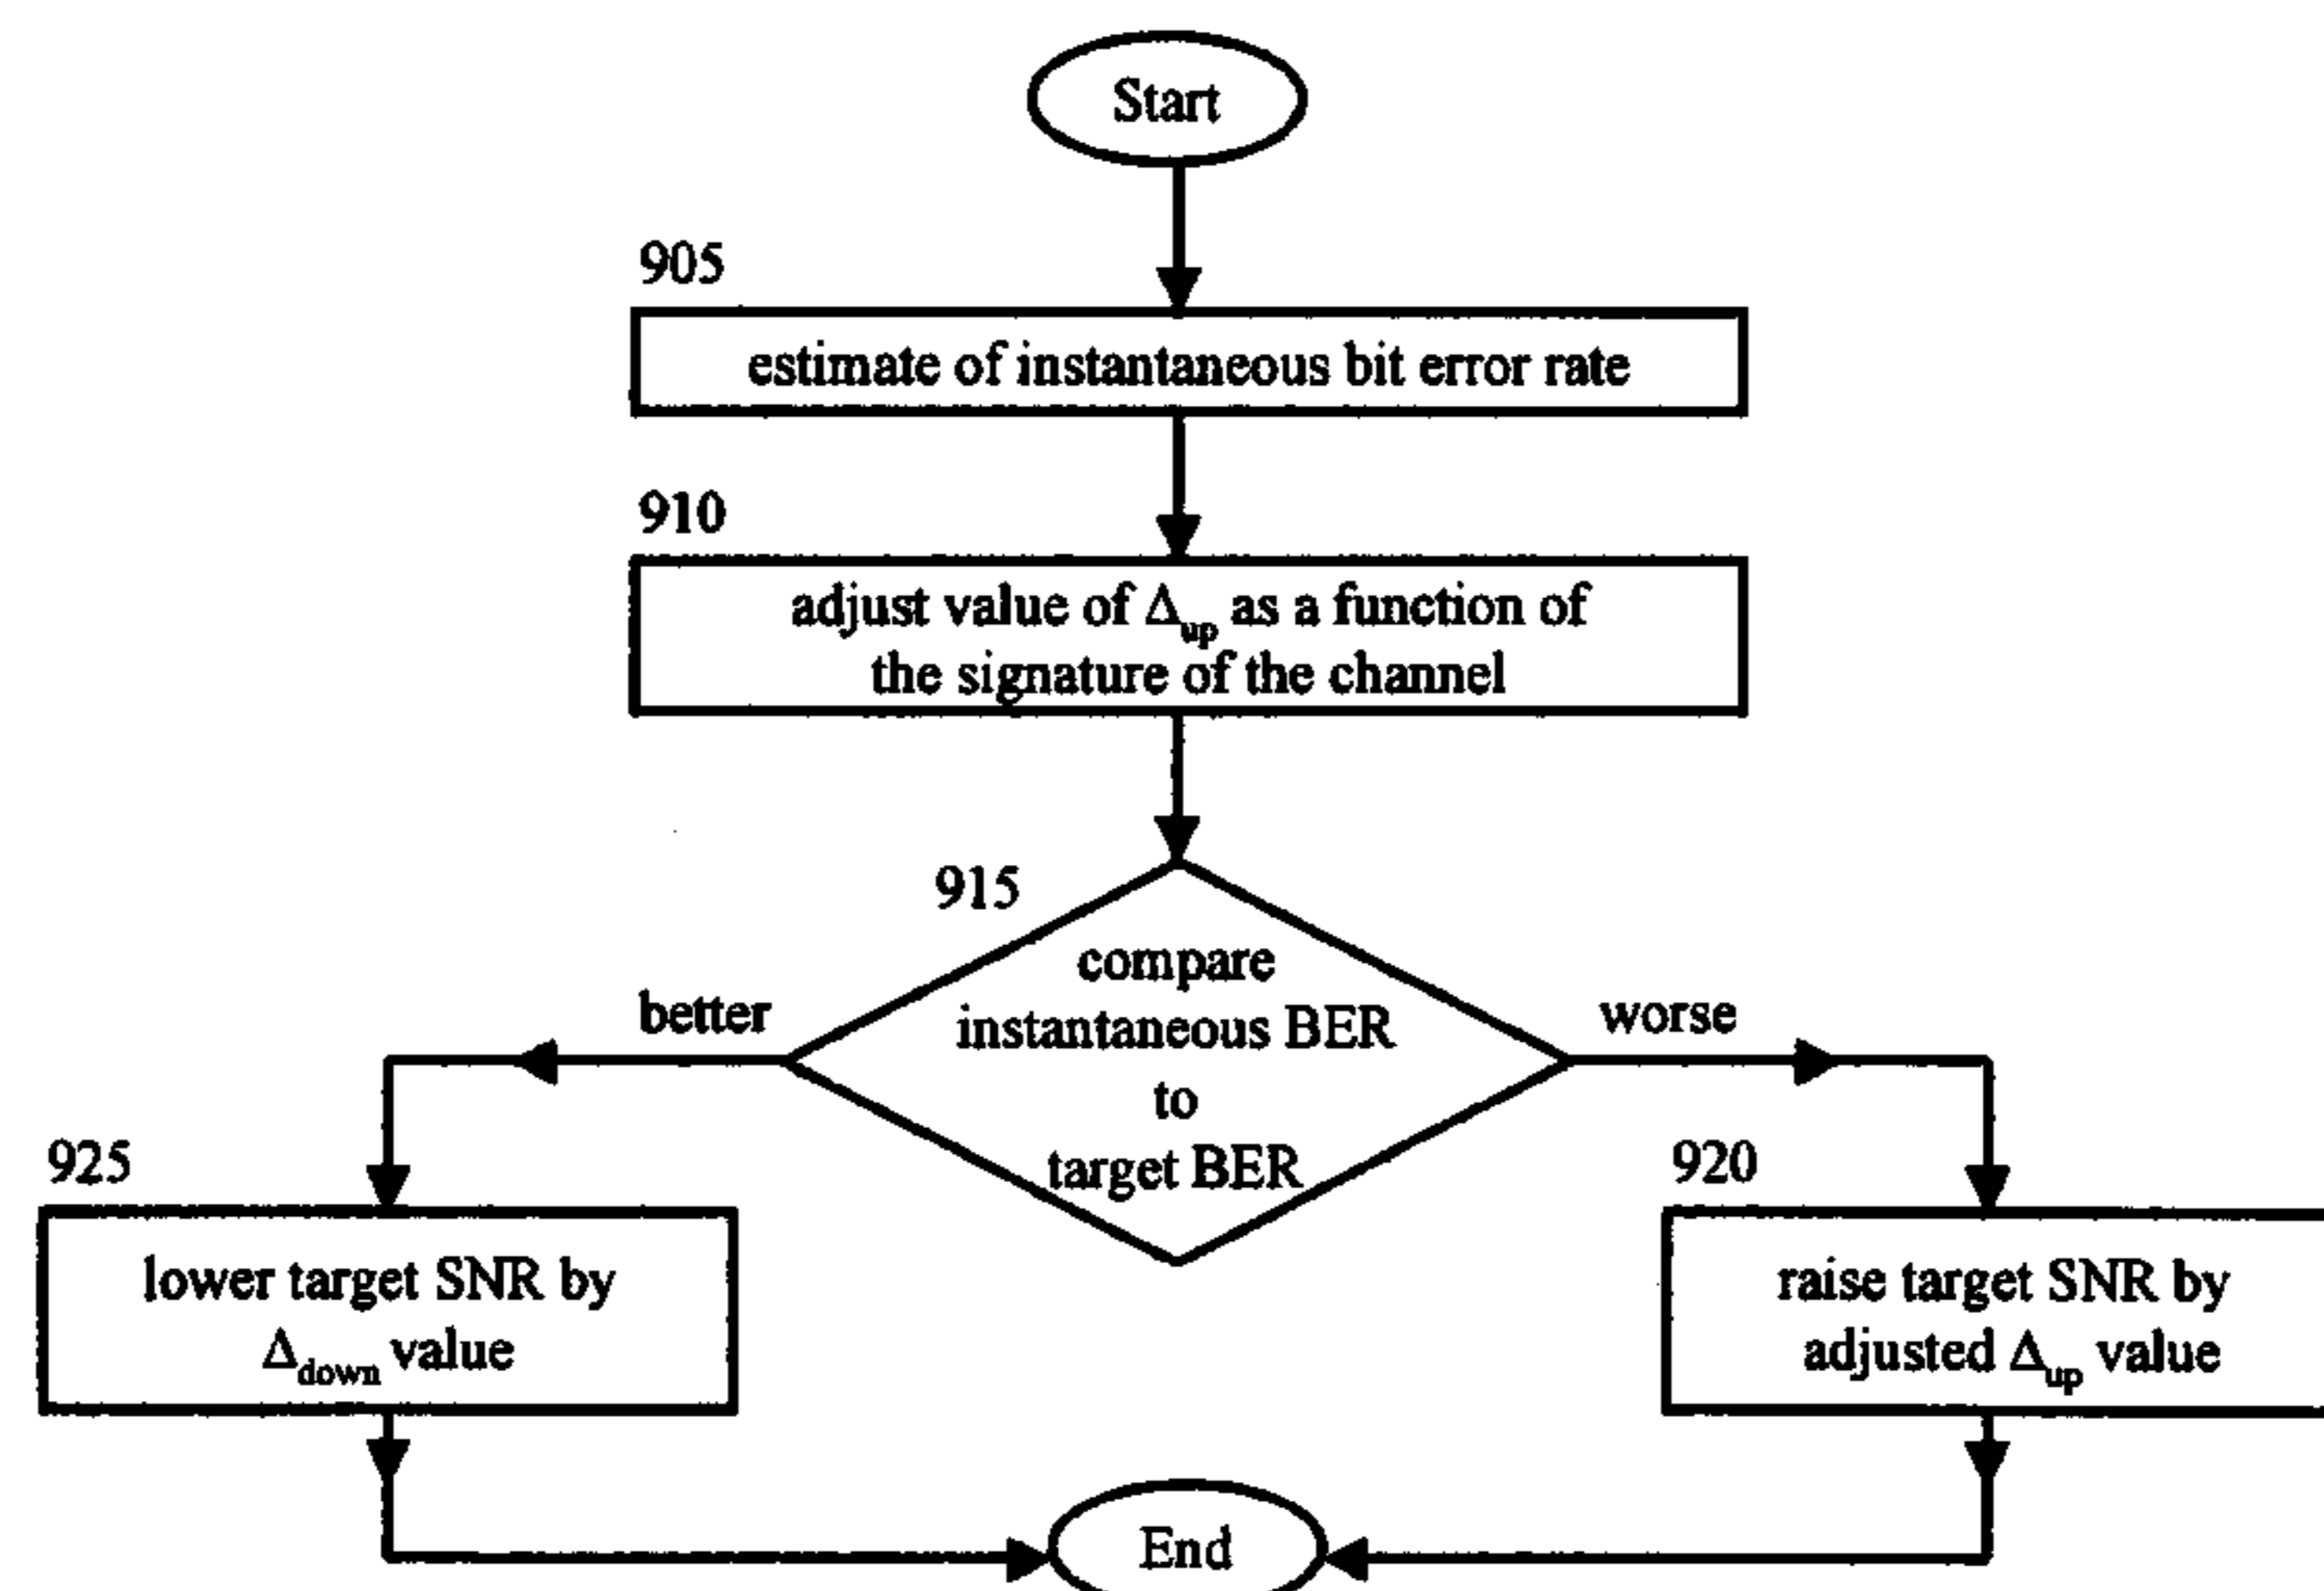 Start
905
estimate of instantaneous bit error rate
910
adjust value of Δup as a function of
the signature of the channel
915
compare
instantaneous BER
to
target BER
better
worse
925
lower target SNR by
Δdown value
920
raise target SNR by
adjusted Δup value
End